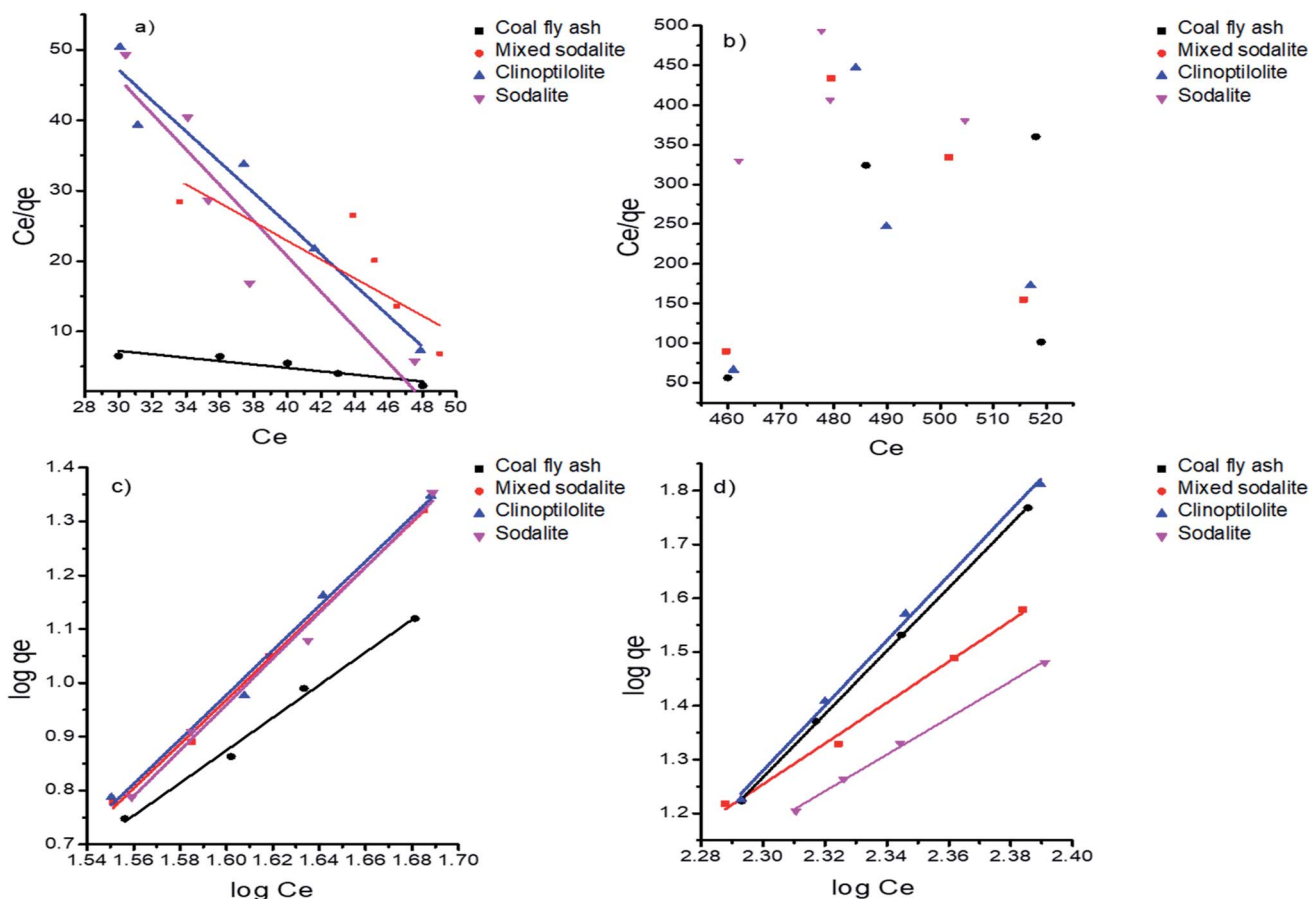 a)
Coal fly ash
Mixed sodalite
Clinoptilolite
Sodalite
Ce/qe
50
40
30
20
10
28 30 32 34 36 38 40 42 44 46 48 50
Ce
b)
Coal fly ash
Mixed sodalite
Clinoptilolite
Sodalite
Ce/qe
500
450
400
350
300
250
200
150
100
50
460 470 480 490 500 510 520
Ce
c)
Coal fly ash
Mixed sodalite
Clinoptilolite
Sodalite
log qe
1.4
1.3
1.2
1.1
1.0
0.9
0.8
0.7
1.54 1.56 1.58 1.60 1.62 1.64 1.66 1.68 1.70
log Ce
d)
Coal fly ash
Mixed sodalite
Clinoptilolite
Sodalite
log qe
1.8
1.7
1.6
1.5
1.4
1.3
1.2
2.28 2.30 2.32 2.34 2.36 2.38 2.40
log Ce